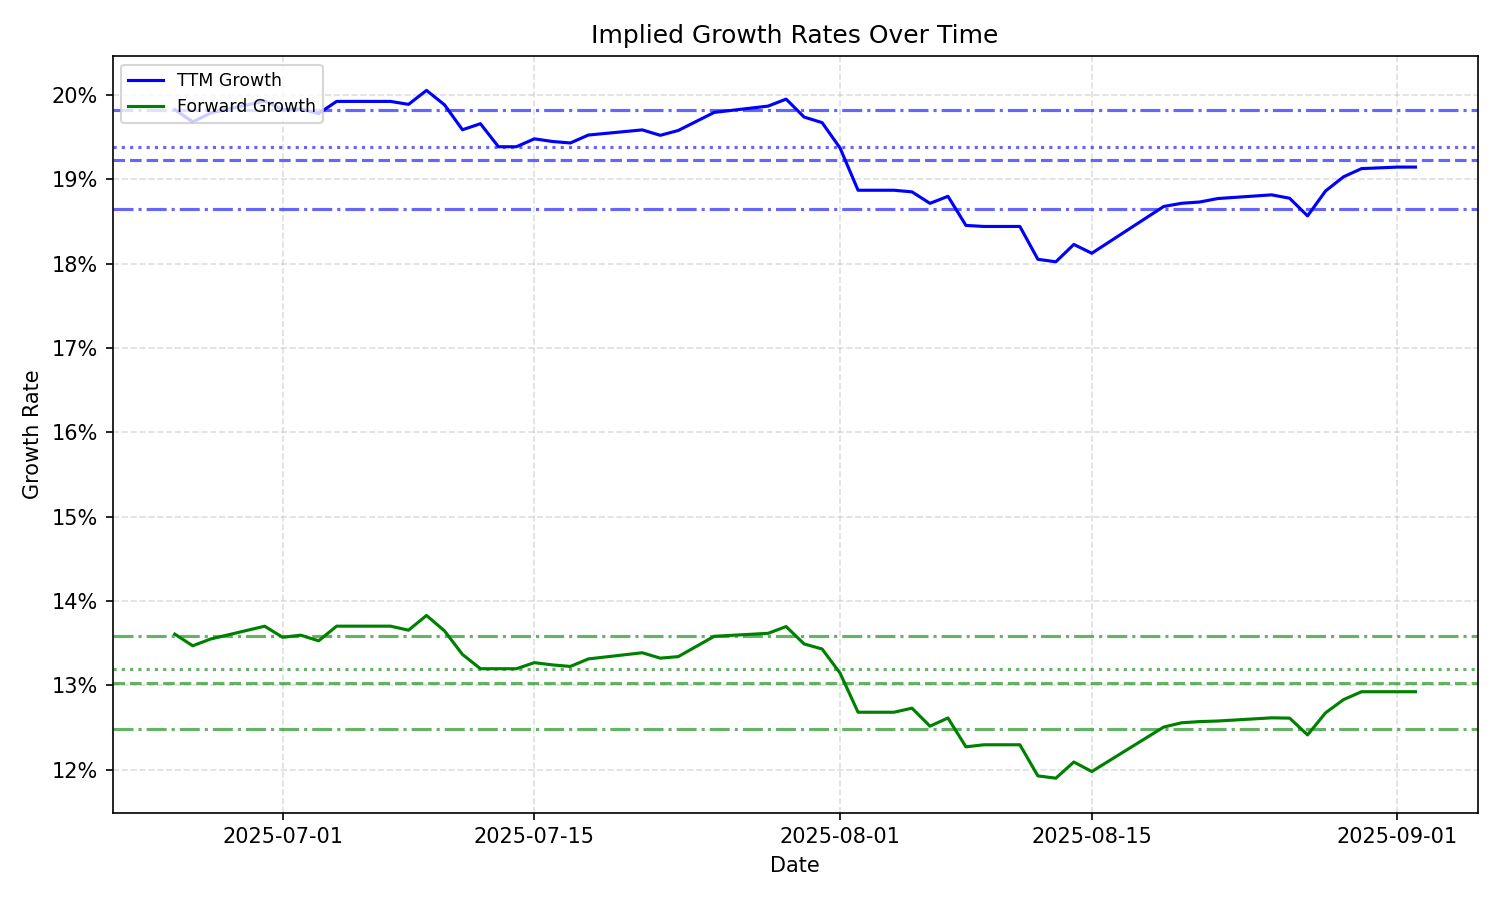 Implied Growth Rates Over Time
TTM Growth
Forward Growth
20%
19%
18%
17%
16%
15%
14%
13%
12%
Growth Rate
2025-07-01
2025-07-15
2025-08-01
2025-08-15
2025-09-01
Date